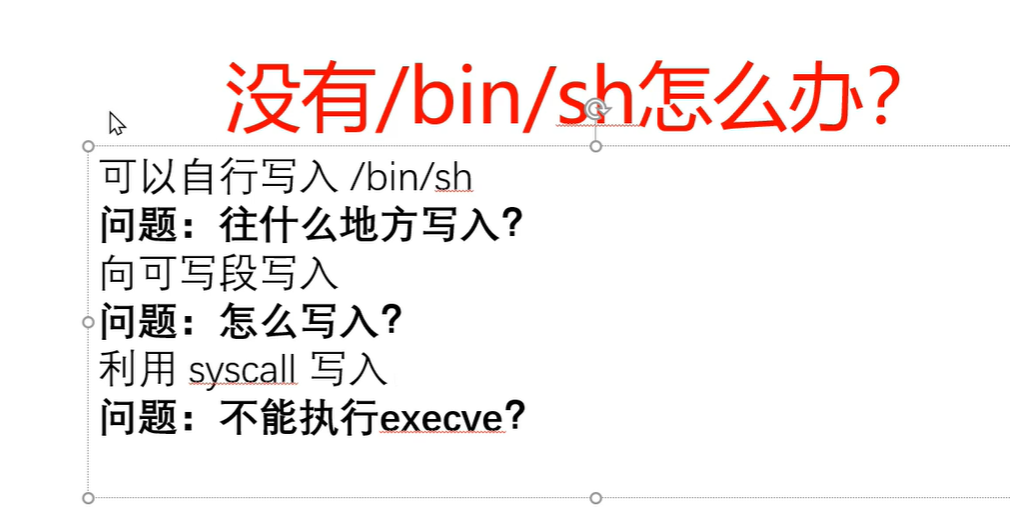 没有/bin/sh怎么办?
可以自行写入 /bin/sh
问题：往什么地方写入？
向可写段写入
问题：怎么写入？
利用 syscall 写入
问题：不能执行execve？